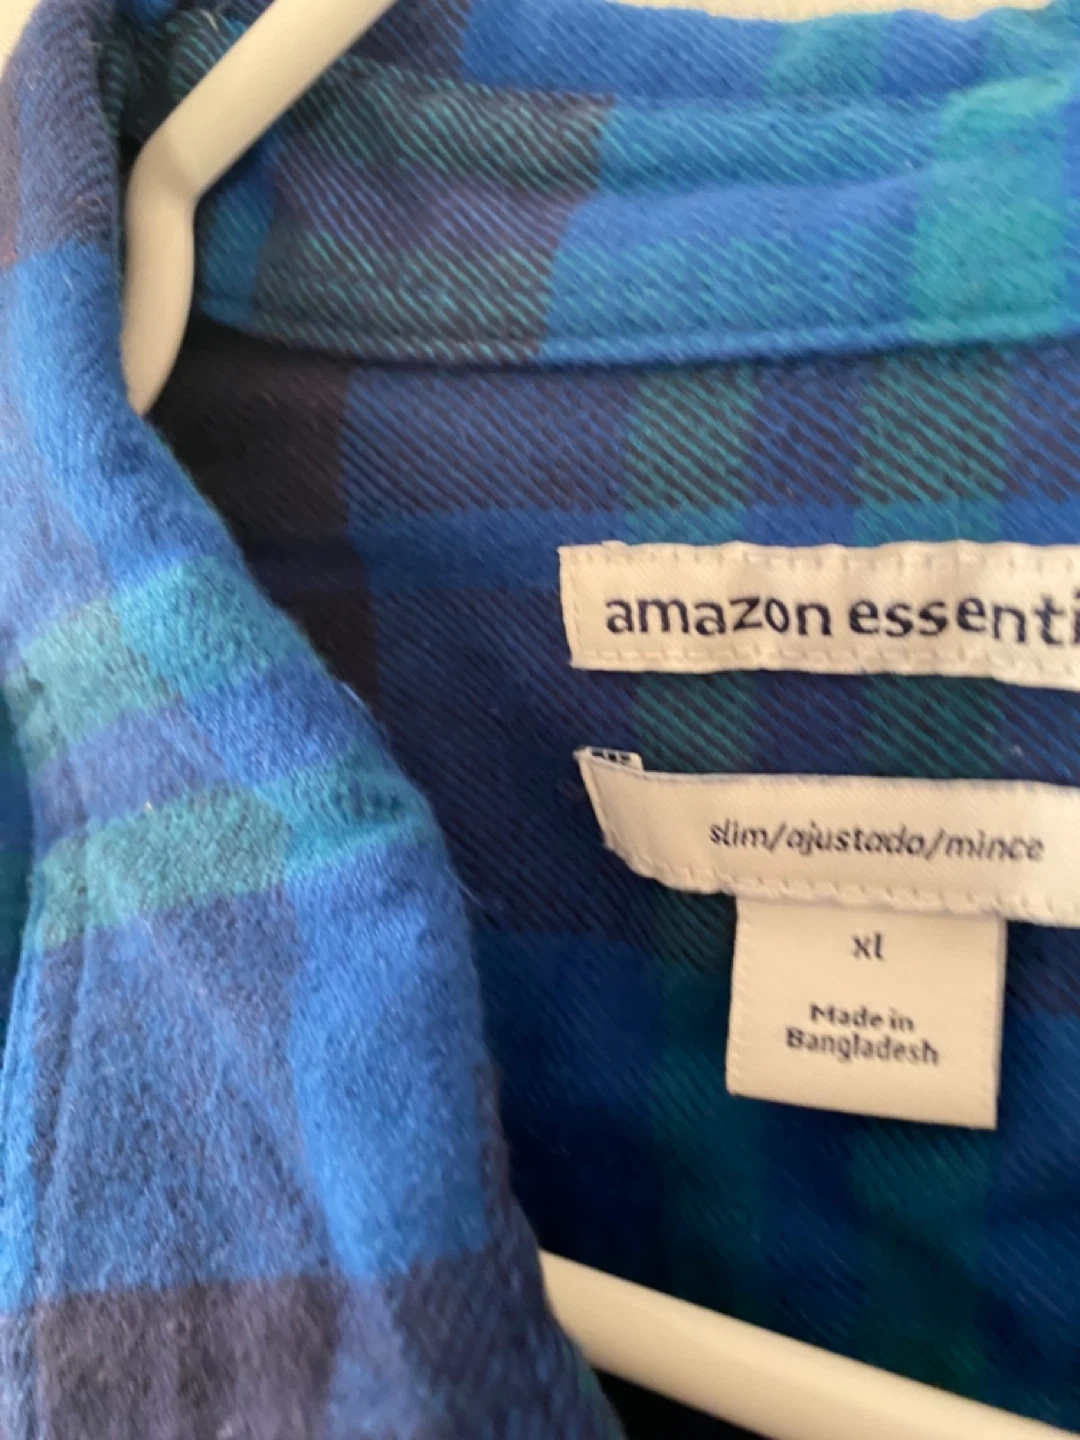 amazon essenti
slim/ajustado/mince
xl
Made in
Bangladesh